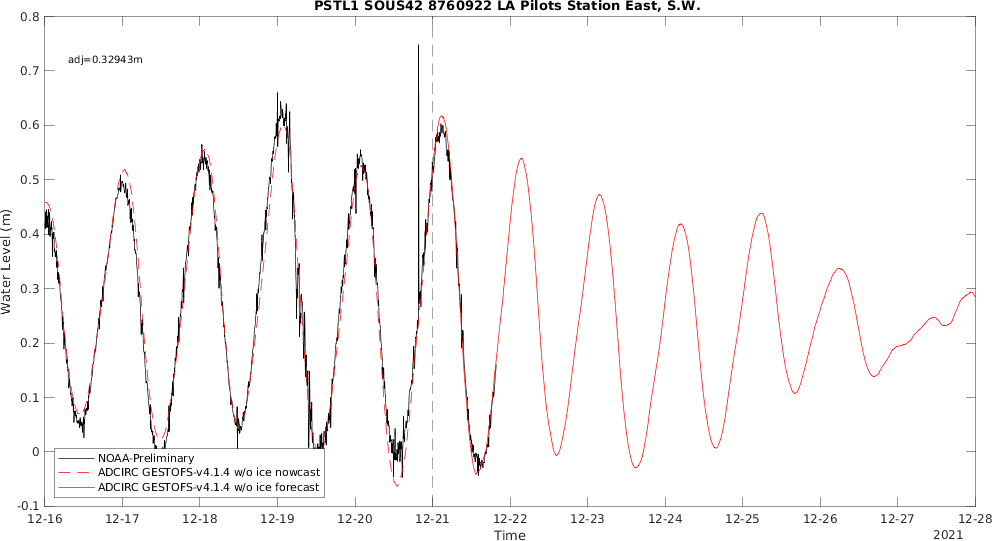 PSTL1 SOUS42 8760922 LA Pilots Station East, S.W.
adj=0.32943m
Water Level (m)
0.8
0.7
0.6
0.5
0.4
0.3
0.2
0.1
0
-0.1
NOAA-Preliminary
ADCIRC GESTOFS-v4.1.4 w/o ice nowcast
ADCIRC GESTOFS-v4.1.4 w/o ice forecast
12-16 12-17 12-18 12-19 12-20 12-21 12-22 12-23 12-24 12-25 12-26 12-27 12-28
Time
2021